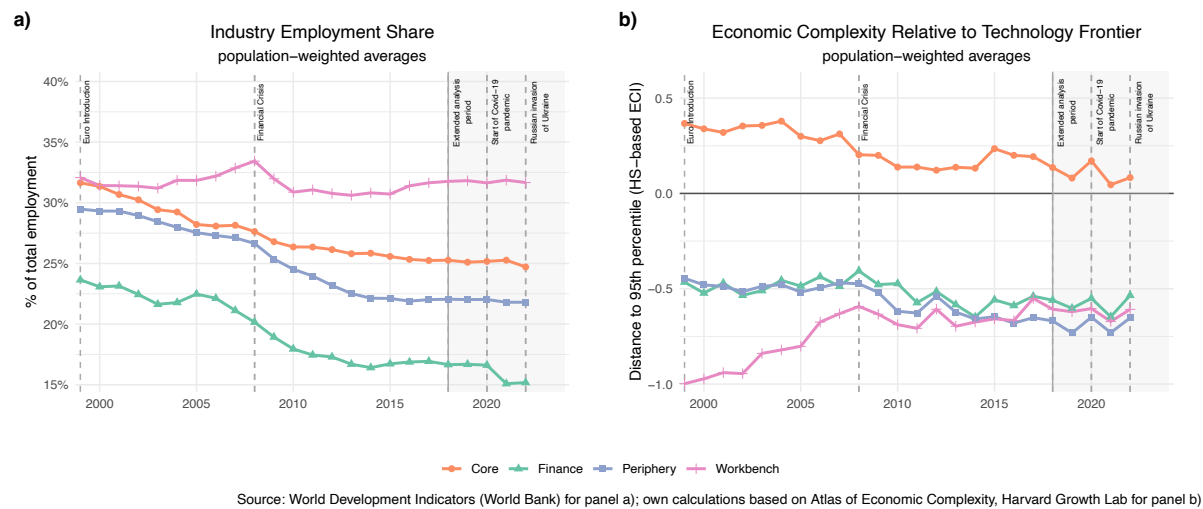 a)
Industry Employment Share
population−weighted averages
% of total employment
40%
35%
30%
25%
20%
15%
Euro Introduction
Financial Crisis
Extended analysis
period
Start of Covid−19
pandemic
Russian invasion
of Ukraine
2000
2005
2010
2015
2020
b)
Economic Complexity Relative to Technology Frontier
population−weighted averages
Distance to 95th percentile (HS−based ECI)
0.5
0.0
−0.5
−1.0
Euro Introduction
Financial Crisis
Extended analysis
period
Start of Covid−19
pandemic
Russian invasion
of Ukraine
2000
2005
2010
2015
2020
Core
Finance
Periphery
Workbench
Source: World Development Indicators (World Bank) for panel a); own calculations based on Atlas of Economic Complexity, Harvard Growth Lab for panel b)